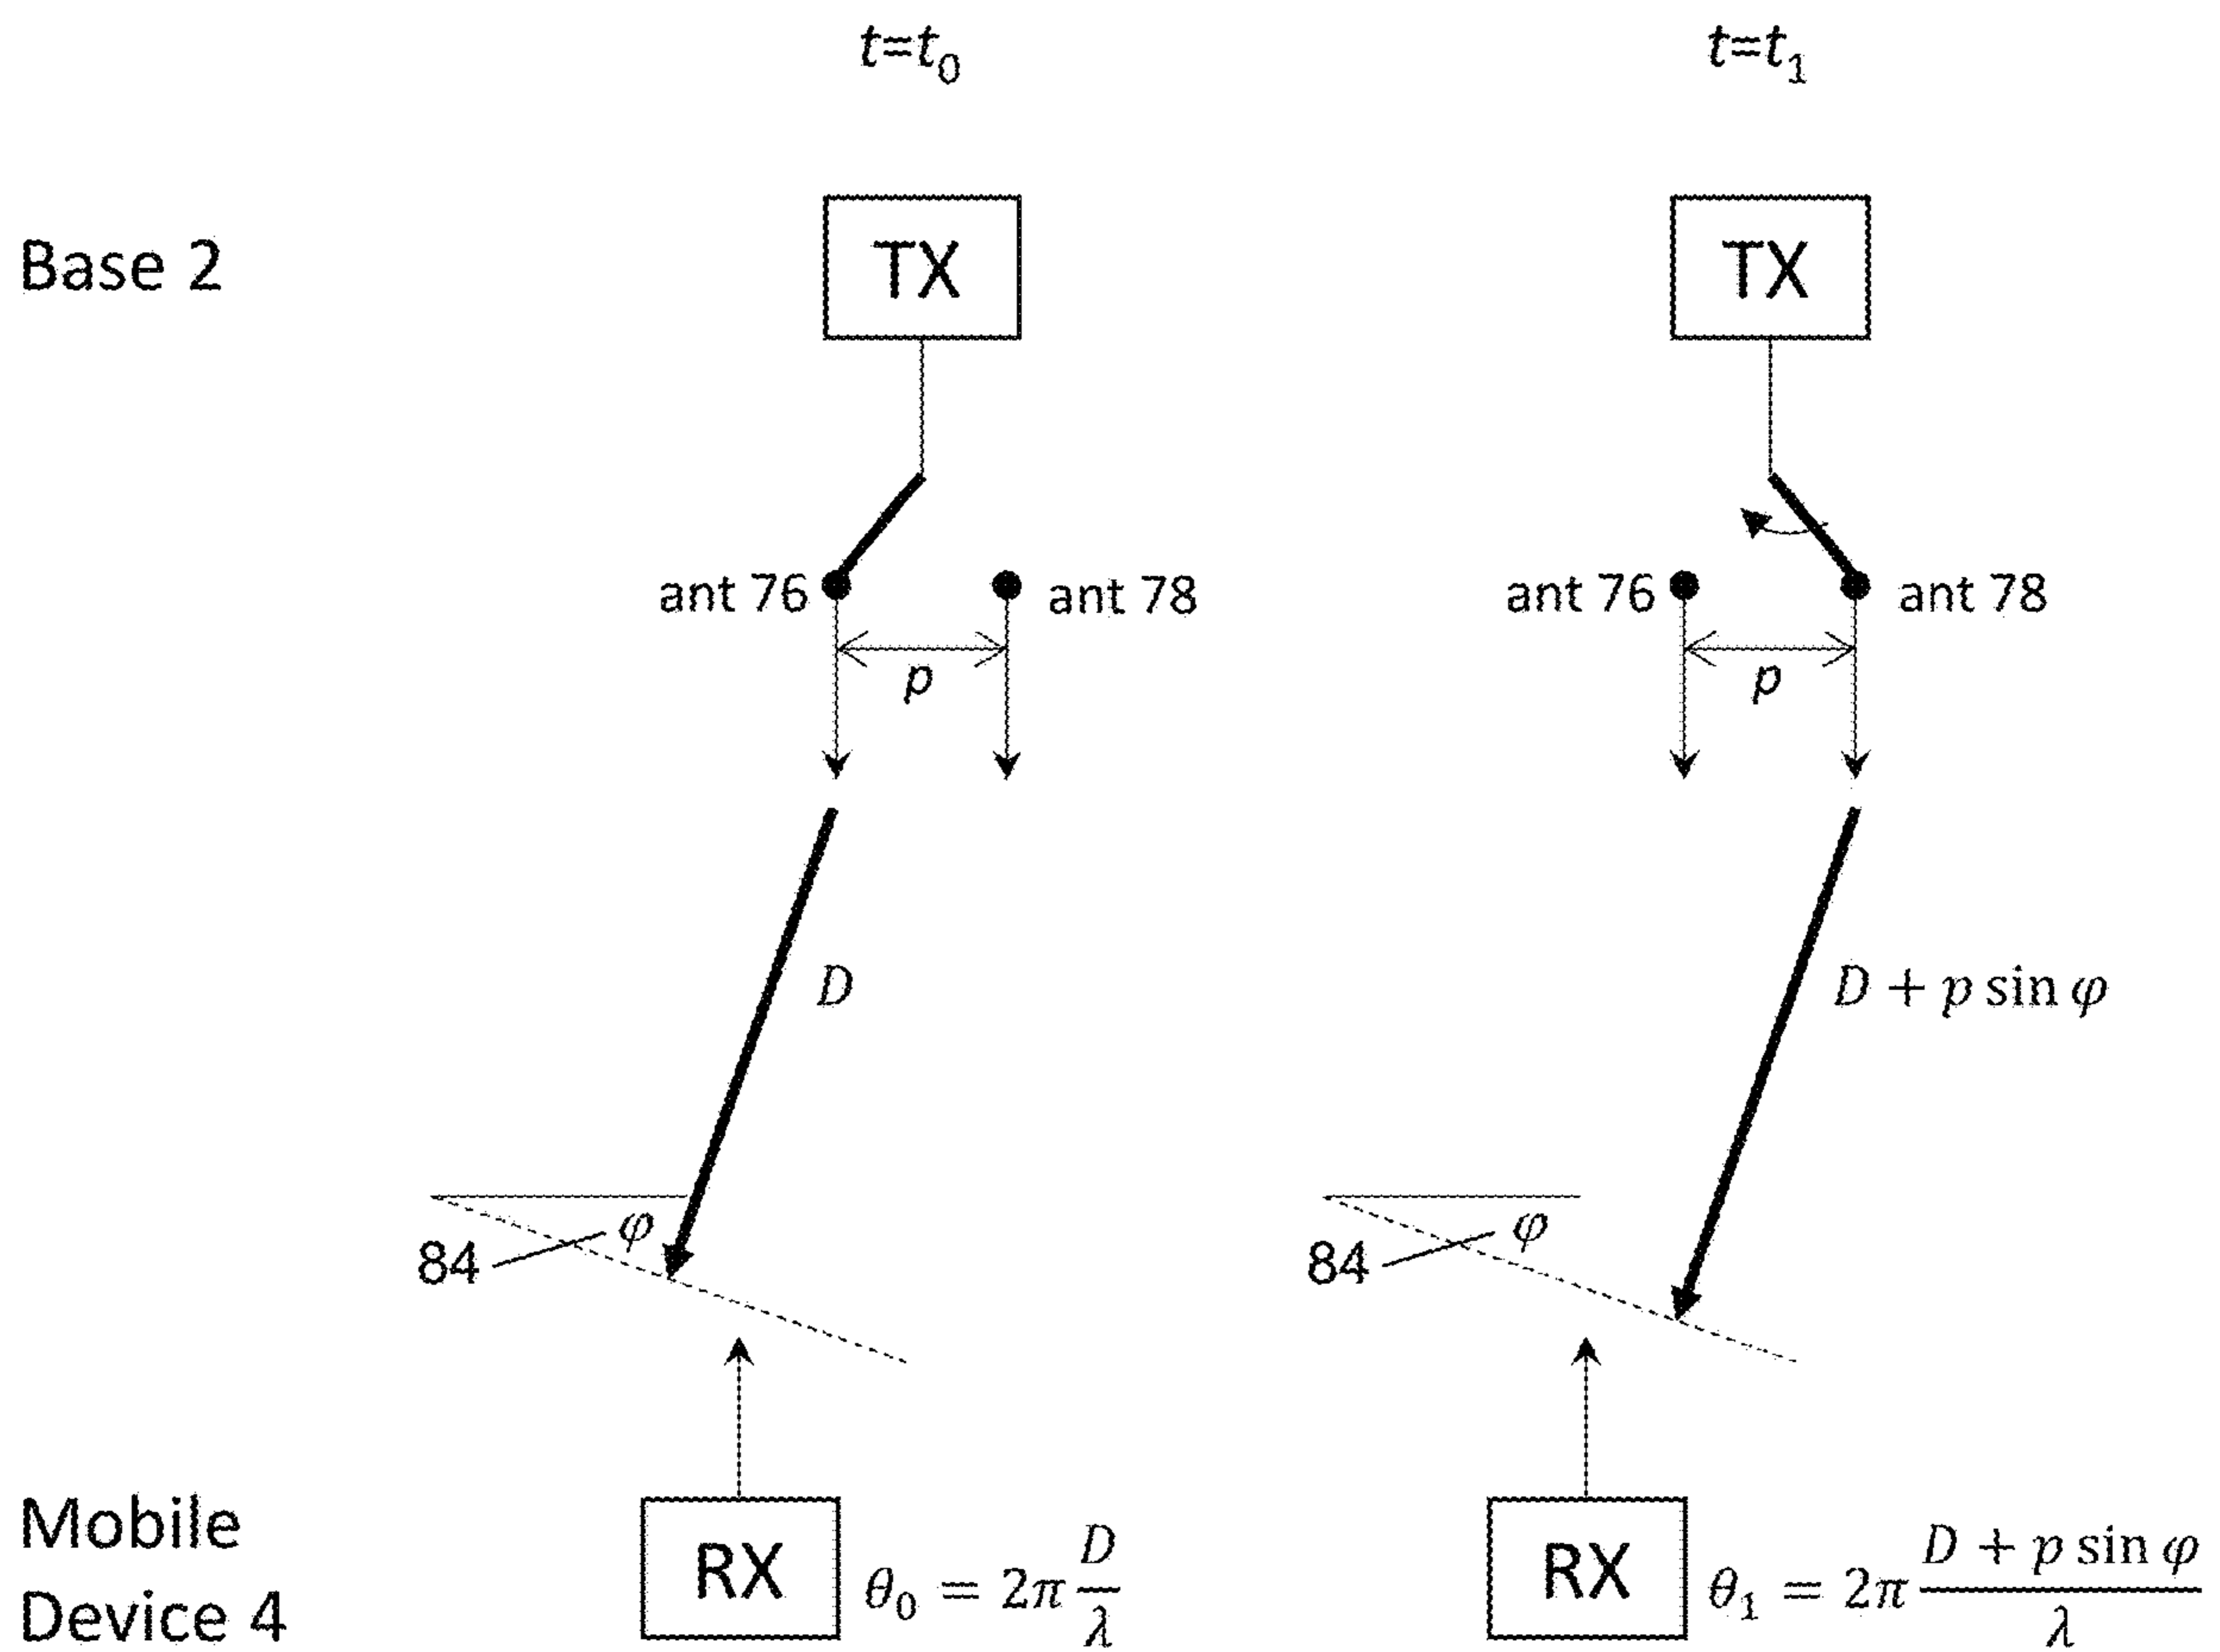 t=t₀ t=t₁
Base 2 TX TX
ant 76 ant 78 ant 76 ant 78
p p
D D + p sin φ
φ φ
84 84
Mobile
Device 4 RX θ₀ = 2π D/λ RX θ₁ = 2π (D + p sin φ)/λ